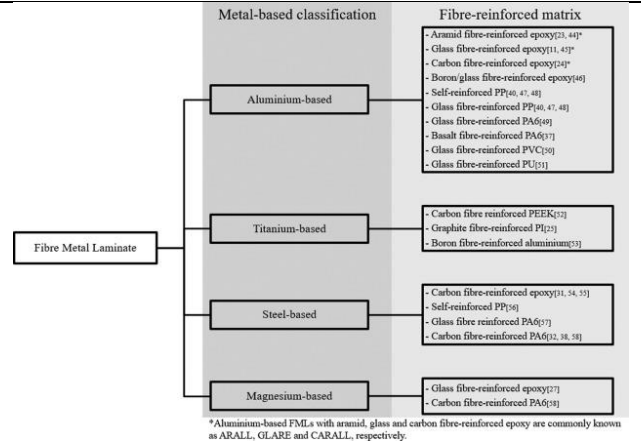 Metal-based classification
Fibre-reinforced matrix
Fibre Metal Laminate
Aluminium-based
- Aramid fibre-reinforced epoxy[23, 44]*
- Glass fibre-reinforced epoxy[11, 45]*
- Carbon fibre-reinforced epoxy[24]*
- Boron/glass fibre-reinforced epoxy[46]
- Self-reinforced PP[40, 47, 48]
- Glass fibre-reinforced PP[40, 47, 48]
- Glass fibre-reinforced PA6[49]
- Basalt fibre-reinforced PA6[37]
- Glass fibre-reinforced PVC[50]
- Glass fibre-reinforced PU[51]
Titanium-based
- Carbon fibre reinforced PEEK[52]
- Graphite fibre-reinforced PI[25]
- Boron fibre-reinforced aluminium[53]
Steel-based
- Carbon fibre-reinforced epoxy[31, 54, 55]
- Self-reinforced PP[56]
- Glass fibre reinforced PA6[57]
- Carbon fibre-reinforced PA6[32, 38, 58]
Magnesium-based
- Glass fibre-reinforced epoxy[27]
- Carbon fibre-reinforced PA6[58]
*Aluminium-based FMLs with aramid, glass and carbon fibre-reinforced epoxy are commonly known
as ARALL, GLARE and CARALL, respectively.